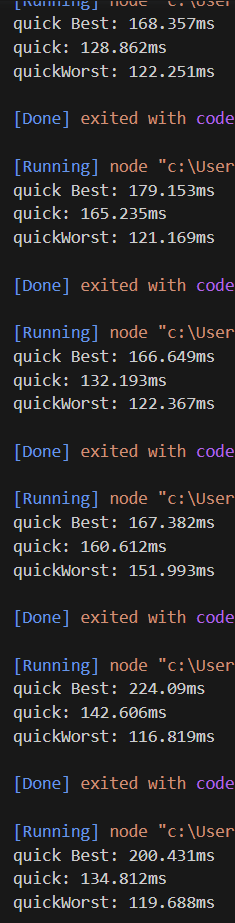 [Running] node "c:\User
quick Best: 168.357ms
quick: 128.862ms
quickWorst: 122.251ms
[Done] exited with code
[Running] node "c:\User
quick Best: 179.153ms
quick: 165.235ms
quickWorst: 121.169ms
[Done] exited with code
[Running] node "c:\User
quick Best: 166.649ms
quick: 132.193ms
quickWorst: 122.367ms
[Done] exited with code
[Running] node "c:\User
quick Best: 167.382ms
quick: 160.612ms
quickWorst: 151.993ms
[Done] exited with code
[Running] node "c:\User
quick Best: 224.09ms
quick: 142.606ms
quickWorst: 116.819ms
[Done] exited with code
[Running] node "c:\User
quick Best: 200.431ms
quick: 134.812ms
quickWorst: 119.688ms